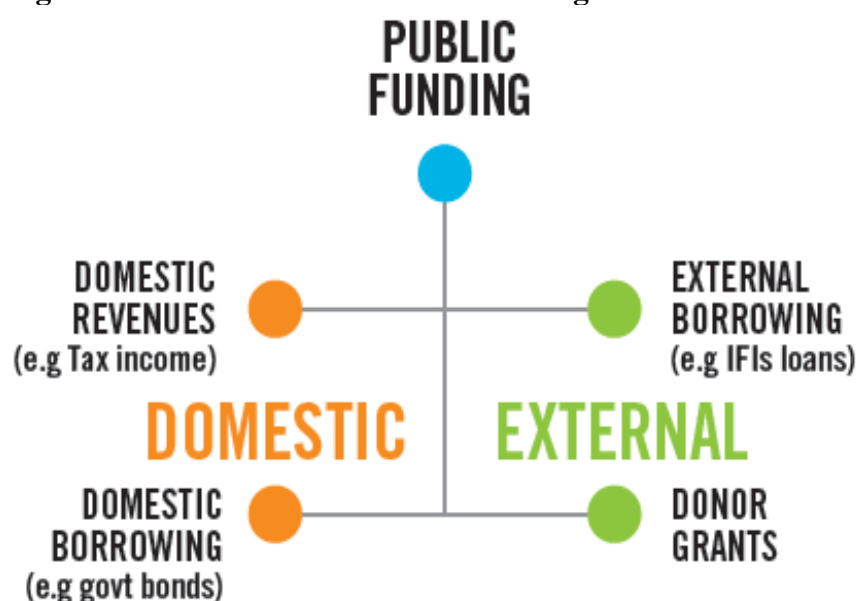 PUBLIC
FUNDING
DOMESTIC
REVENUES
(e.g Tax income)
EXTERNAL
BORROWING
(e.g IFIs loans)
DOMESTIC
EXTERNAL
DOMESTIC
BORROWING
(e.g govt bonds)
DONOR
GRANTS